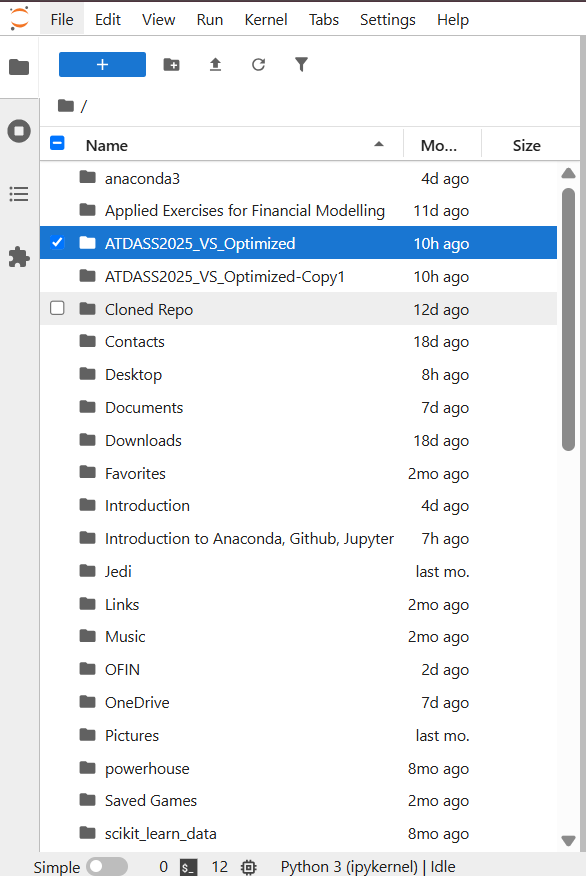 File Edit View Run Kernel Tabs Settings Help
+
/
Name Mo... Size
anaconda3 4d ago
Applied Exercises for Financial Modelling 11d ago
ATDASS2025_VS_Optimized 10h ago
ATDASS2025_VS_Optimized-Copy1 10h ago
Cloned Repo 12d ago
Contacts 18d ago
Desktop 8h ago
Documents 7d ago
Downloads 18d ago
Favorites 2mo ago
Introduction 4d ago
Introduction to Anaconda, Github, Jupyter 7h ago
Jedi last mo.
Links 2mo ago
Music 2mo ago
OFIN 2d ago
OneDrive 7d ago
Pictures last mo.
powerhouse 8mo ago
Saved Games 2mo ago
scikit_learn_data 8mo ago
Simple 0 $_ 12 Python 3 (ipykernel) | Idle